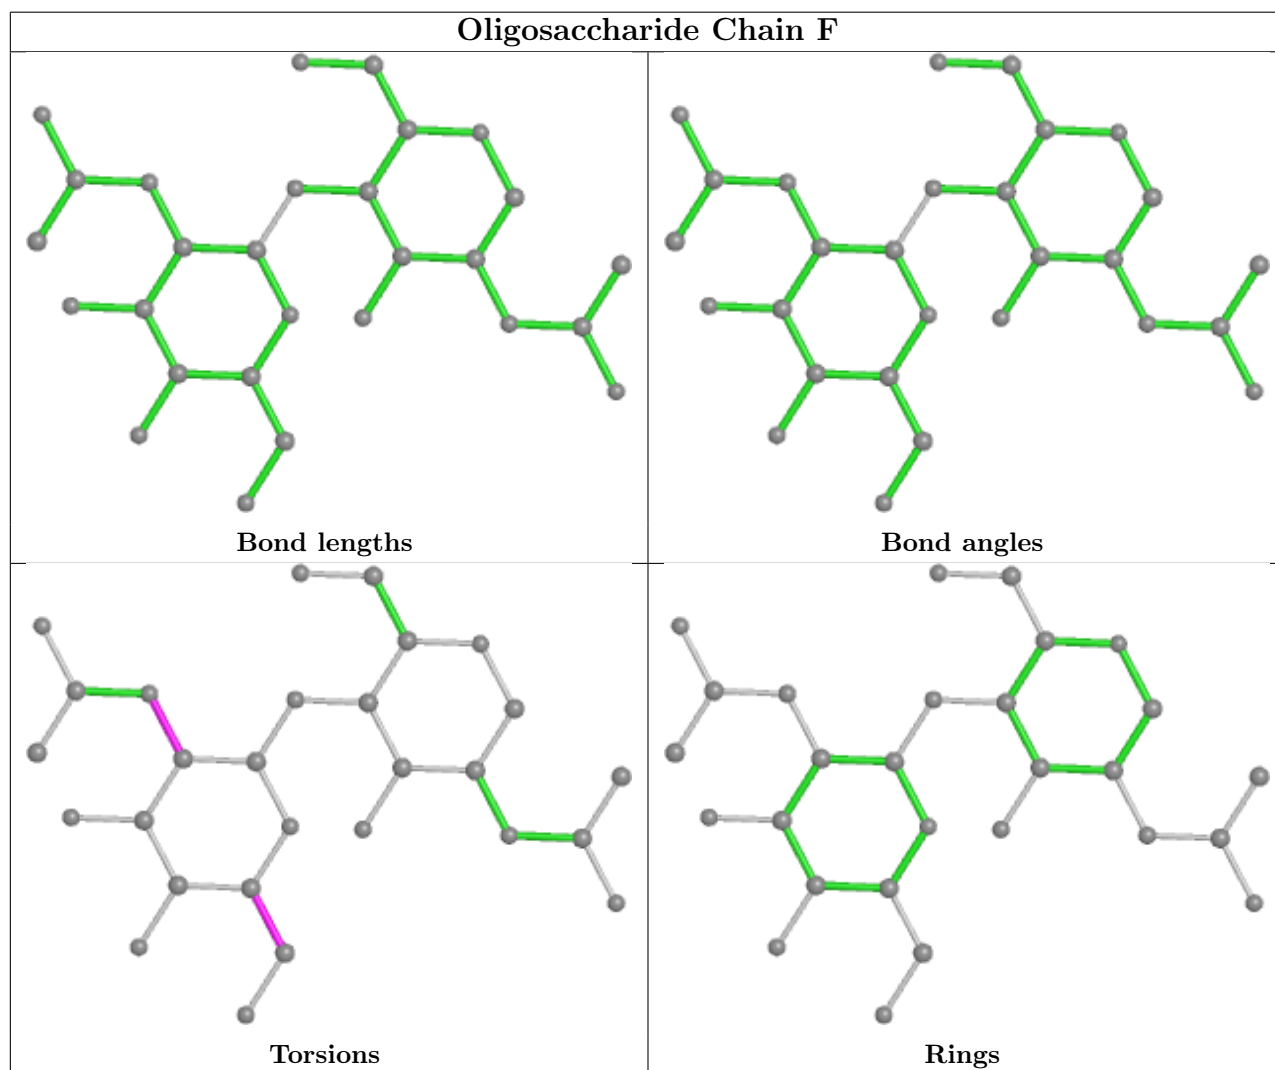 Oligosaccharide Chain F
Bond lengths
Bond angles
Torsions
Rings